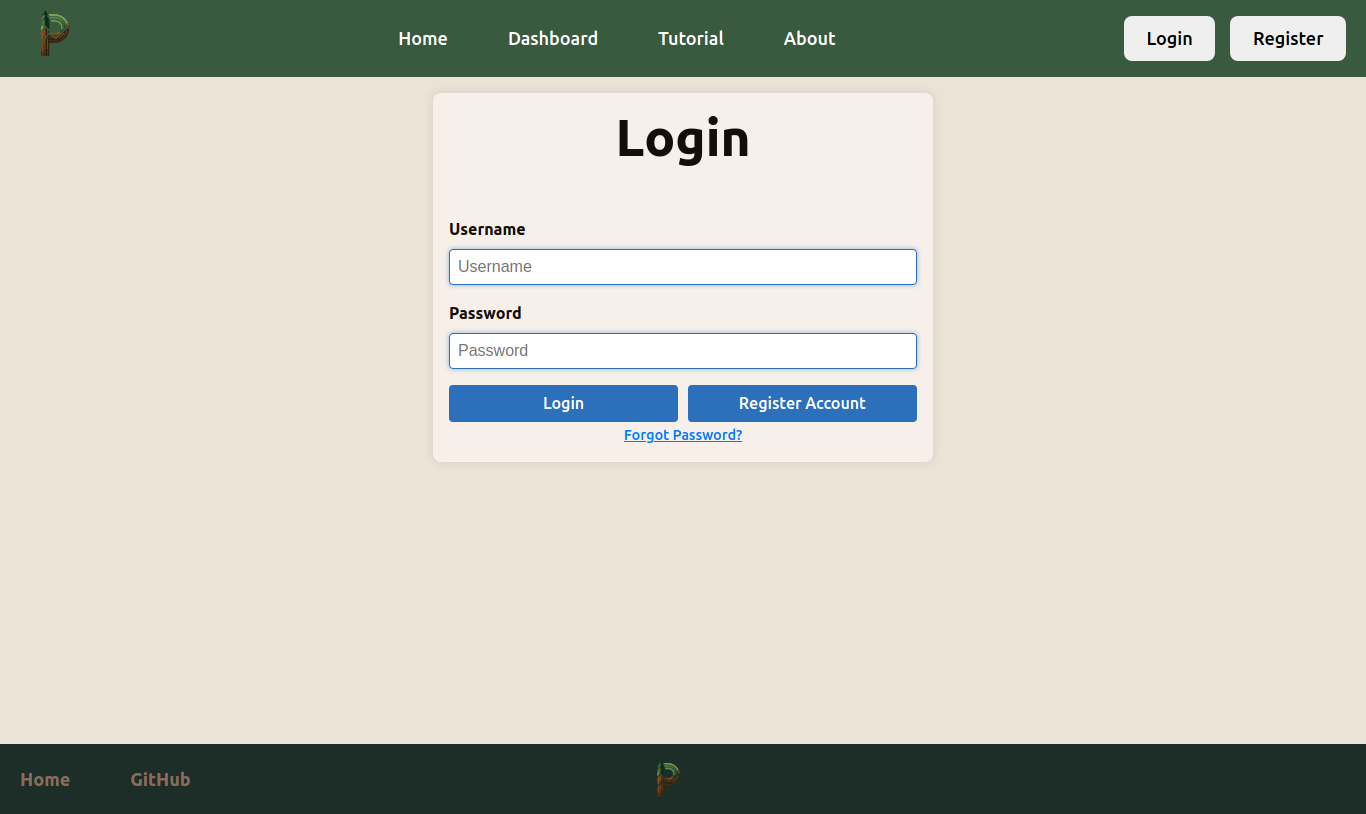 P
Home Dashboard Tutorial About Login Register
Login
Username
Username
Password
Password
Login Register Account
Forgot Password?
Home GitHub P